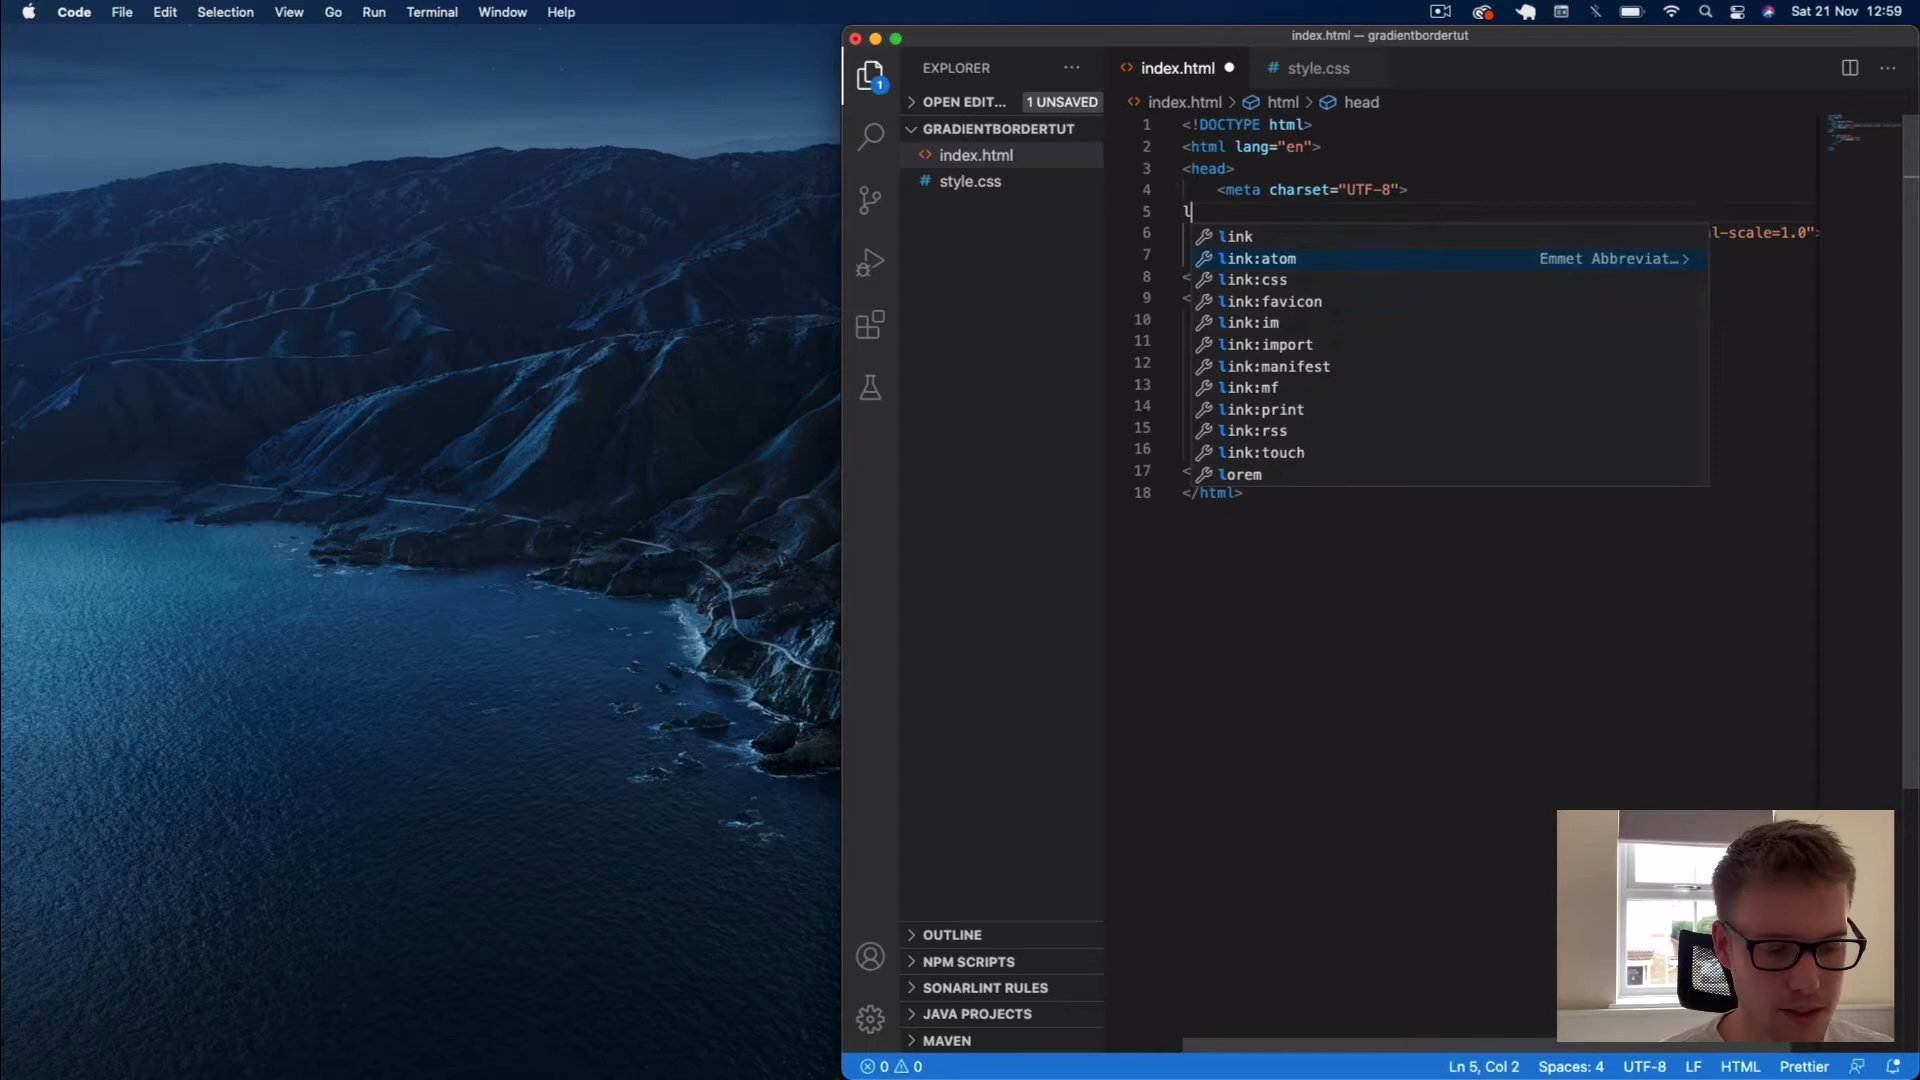 Code File Edit Selection View Go Run Terminal Window Help
Sat 21 Nov 12:59
index.html — gradientbordertut
EXPLORER
OPEN EDIT... 1 UNSAVED
GRADIENTBORDERTUT
index.html
style.css
OUTLINE
NPM SCRIPTS
SONARLINT RULES
JAVA PROJECTS
MAVEN
1
index.html style.css
index.html > html > head
1 <!DOCTYPE html>
2 <html lang="en">
3 <head>
4 <meta charset="UTF-8">
5 l
6 l-scale=1.0">
7
8 <
9 <
10
11
12
13
14
15
16
17 <
18 </html>
link
link:atom Emmet Abbreviat...>
link:css
link:favicon
link:im
link:import
link:manifest
link:mf
link:print
link:rss
link:touch
lorem
0 0
Ln 5, Col 2 Spaces: 4 UTF-8 LF HTML Prettier